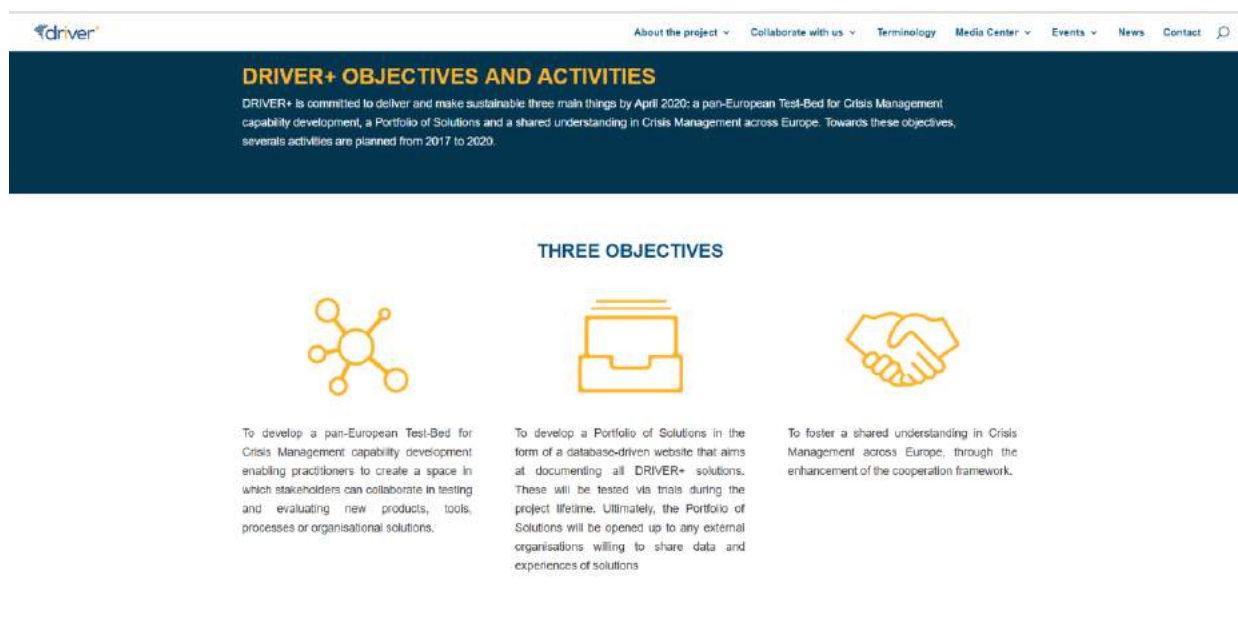 driver+
About the project
Collaborate with us
Terminology
Media Center
Events
News
Contact
DRIVER+ OBJECTIVES AND ACTIVITIES
DRIVER+ is committed to deliver and make sustainable three main things by April 2020: a pan-European Test-Bed for Crisis Management
capability development, a Portfolio of Solutions and a shared understanding in Crisis Management across Europe. Towards these objectives,
severals activities are planned from 2017 to 2020.
THREE OBJECTIVES
To develop a pan-European Test-Bed for
Crisis Management capability development
enabling practitioners to create a space in
which stakeholders can collaborate in testing
and evaluating new products, tools,
processes or organisational solutions.
To develop a Portfolio of Solutions in the
form of a database-driven website that aims
at documenting all DRIVER+ solutions.
These will be tested via trials during the
project lifetime. Ultimately, the Portfolio of
Solutions will be opened up to any external
organisations willing to share data and
experiences of solutions
To foster a shared understanding in Crisis
Management across Europe, through the
enhancement of the cooperation framework.